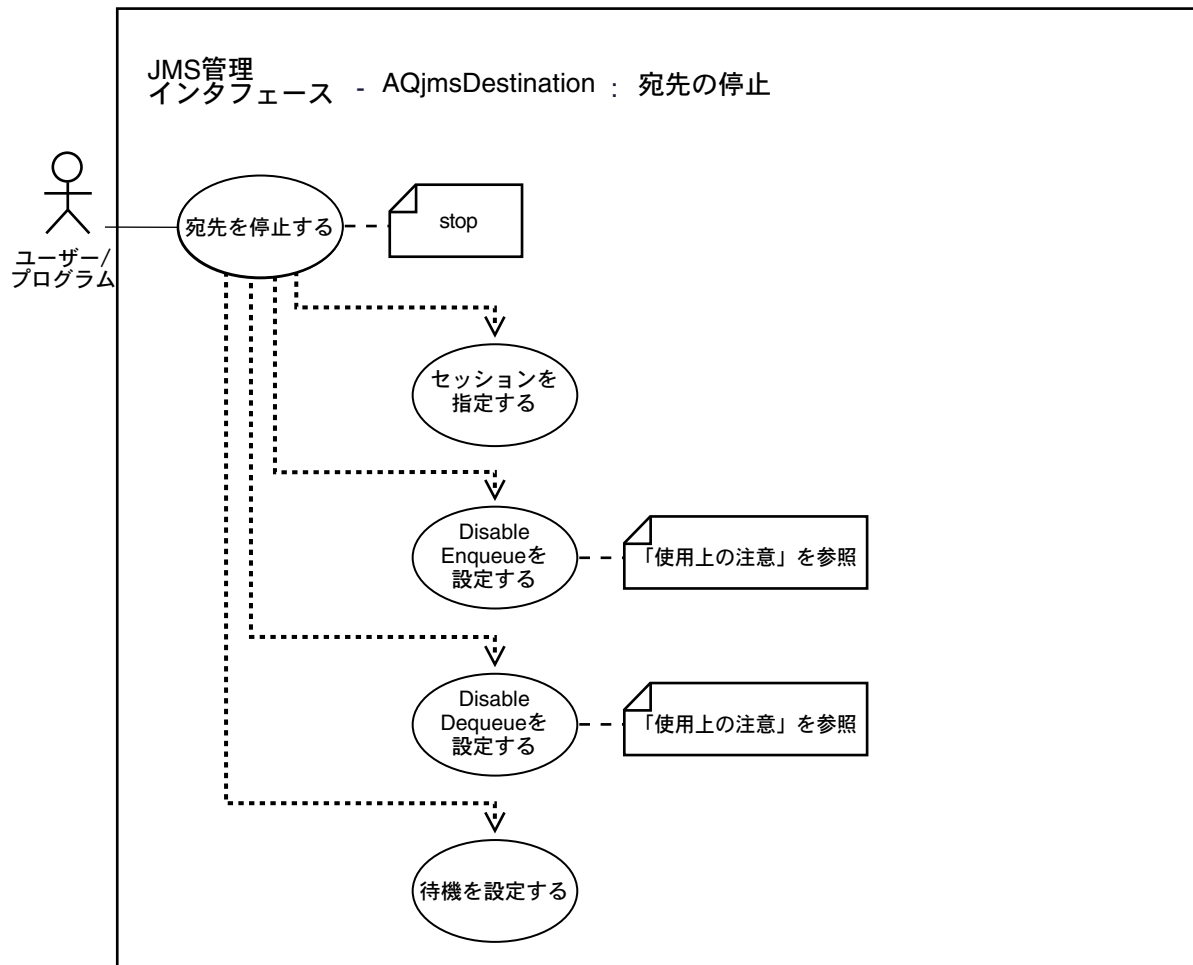 JMS管理
インタフェース - AQjmsDestination : 宛先の停止
ユーザー/
プログラム
宛先を停止する
stop
セッションを
指定する
Disable
Enqueueを
設定する
「使用上の注意」を参照
Disable
Dequeueを
設定する
「使用上の注意」を参照
待機を設定する